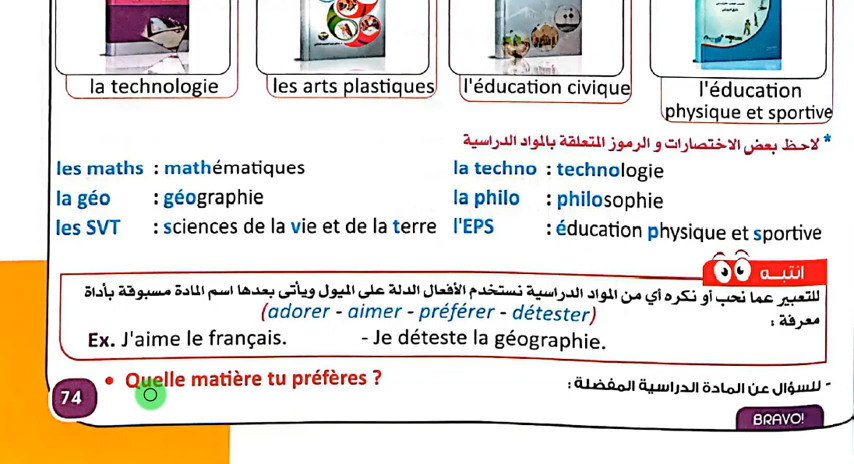 la technologie les arts plastiques l'éducation civique l'éducation
physique et sportive
* لاحظ بعض الاختصارات و الرموز المتعلقة بالمواد الدراسية
les maths : mathématiques la techno : technologie
la géo : géographie la philo : philosophie
les SVT : sciences de la vie et de la terre l'EPS : éducation physique et sportive
انتبه
للتعبير عما نحب أو نكره أي من المواد الدراسية نستخدم الأفعال الدلة على الميول ويأتى بعدها اسم المادة مسبوقة بأداة
معرفة : (adorer - aimer - préférer - détester)
Ex. J'aime le français. - Je déteste la géographie.
• Quelle matière tu préfères ? - للسؤال عن المادة الدراسية المفضلة :
74
BRAVO!